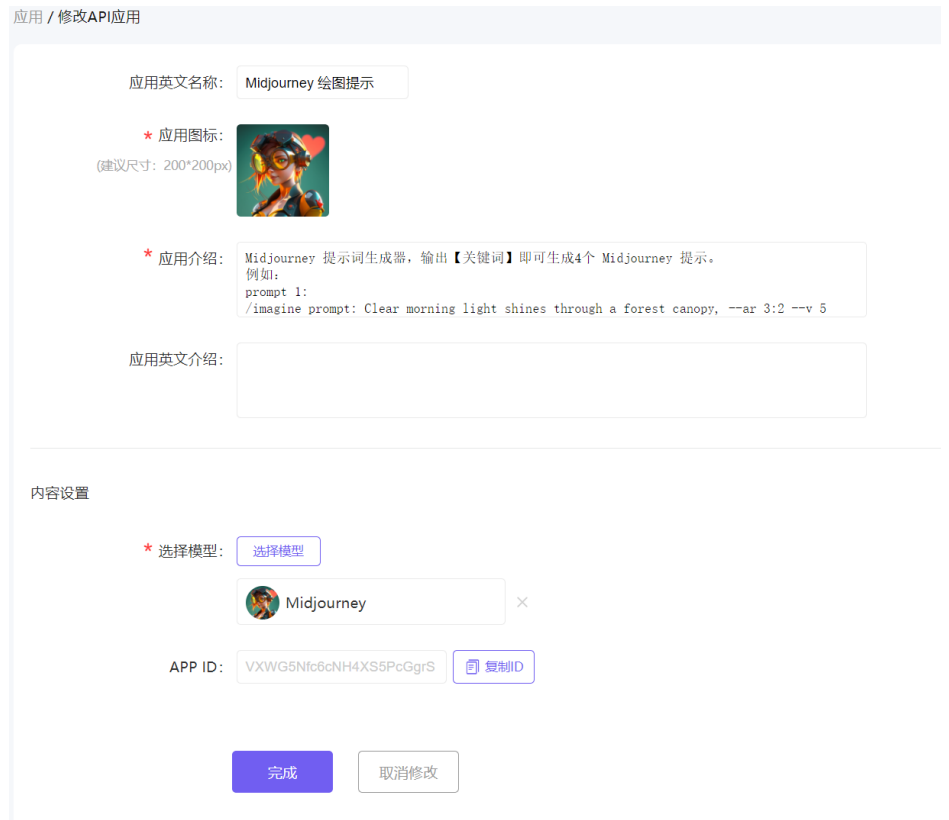 应用 / 修改API应用
应用英文名称： Midjourney 绘图提示
* 应用图标：
(建议尺寸：200*200px)
* 应用介绍： Midjourney 提示词生成器，输出【关键词】即可生成4个 Midjourney 提示。
例如：
prompt 1:
/imagine prompt: Clear morning light shines through a forest canopy, --ar 3:2 --v 5
应用英文介绍：
内容设置
* 选择模型： 选择模型
Midjourney ×
APP ID： VXWG5Nfc6cNH4XS5PcGgrS 复制ID
完成 取消修改